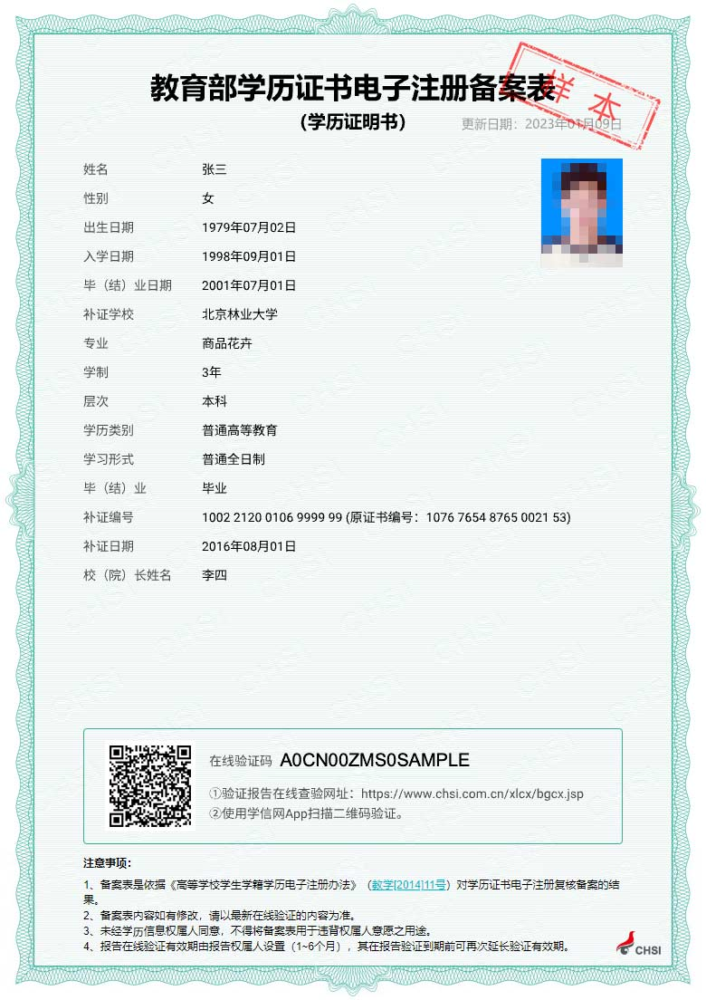 教育部学历证书电子注册备案表
样本
(学历证明书)
更新日期：2023年01月09日
姓名 张三
性别 女
出生日期 1979年07月02日
入学日期 1998年09月01日
毕（结）业日期 2001年07月01日
补证学校 北京林业大学
专业 商品花卉
学制 3年
层次 本科
学历类别 普通高等教育
学习形式 普通全日制
毕（结）业 毕业
补证编号 1002 2120 0106 9999 99 (原证书编号：1076 7654 8765 0021 53)
补证日期 2016年08月01日
校（院）长姓名 李四
在线验证码 A0CN00ZMS0SAMPLE
①验证报告在线查验网址：https://www.chsi.com.cn/xlcx/bgcx.jsp
②使用学信网App扫描二维码验证。
注意事项：
1、备案表是依据《高等学校学生学籍学历电子注册办法》（教学[2014]11号）对学历证书电子注册复核备案的结
果。
2、备案表内容如有修改，请以最新在线验证的内容为准。
3、未经学历信息权属人同意，不得将备案表用于违背权属人意愿之用途。
4、报告在线验证有效期由报告权属人设置（1~6个月），其在报告验证到期前可再次延长验证有效期。
CHSI